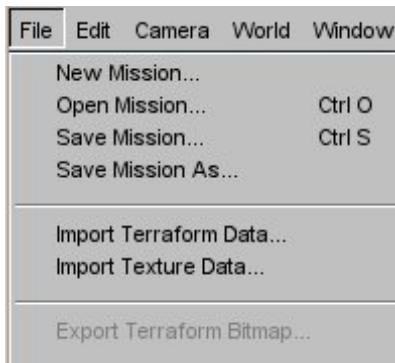 File Edit Camera World Window
New Mission...
Open Mission... Ctrl O
Save Mission... Ctrl S
Save Mission As...
Import Terraform Data...
Import Texture Data...
Export Terraform Bitmap...